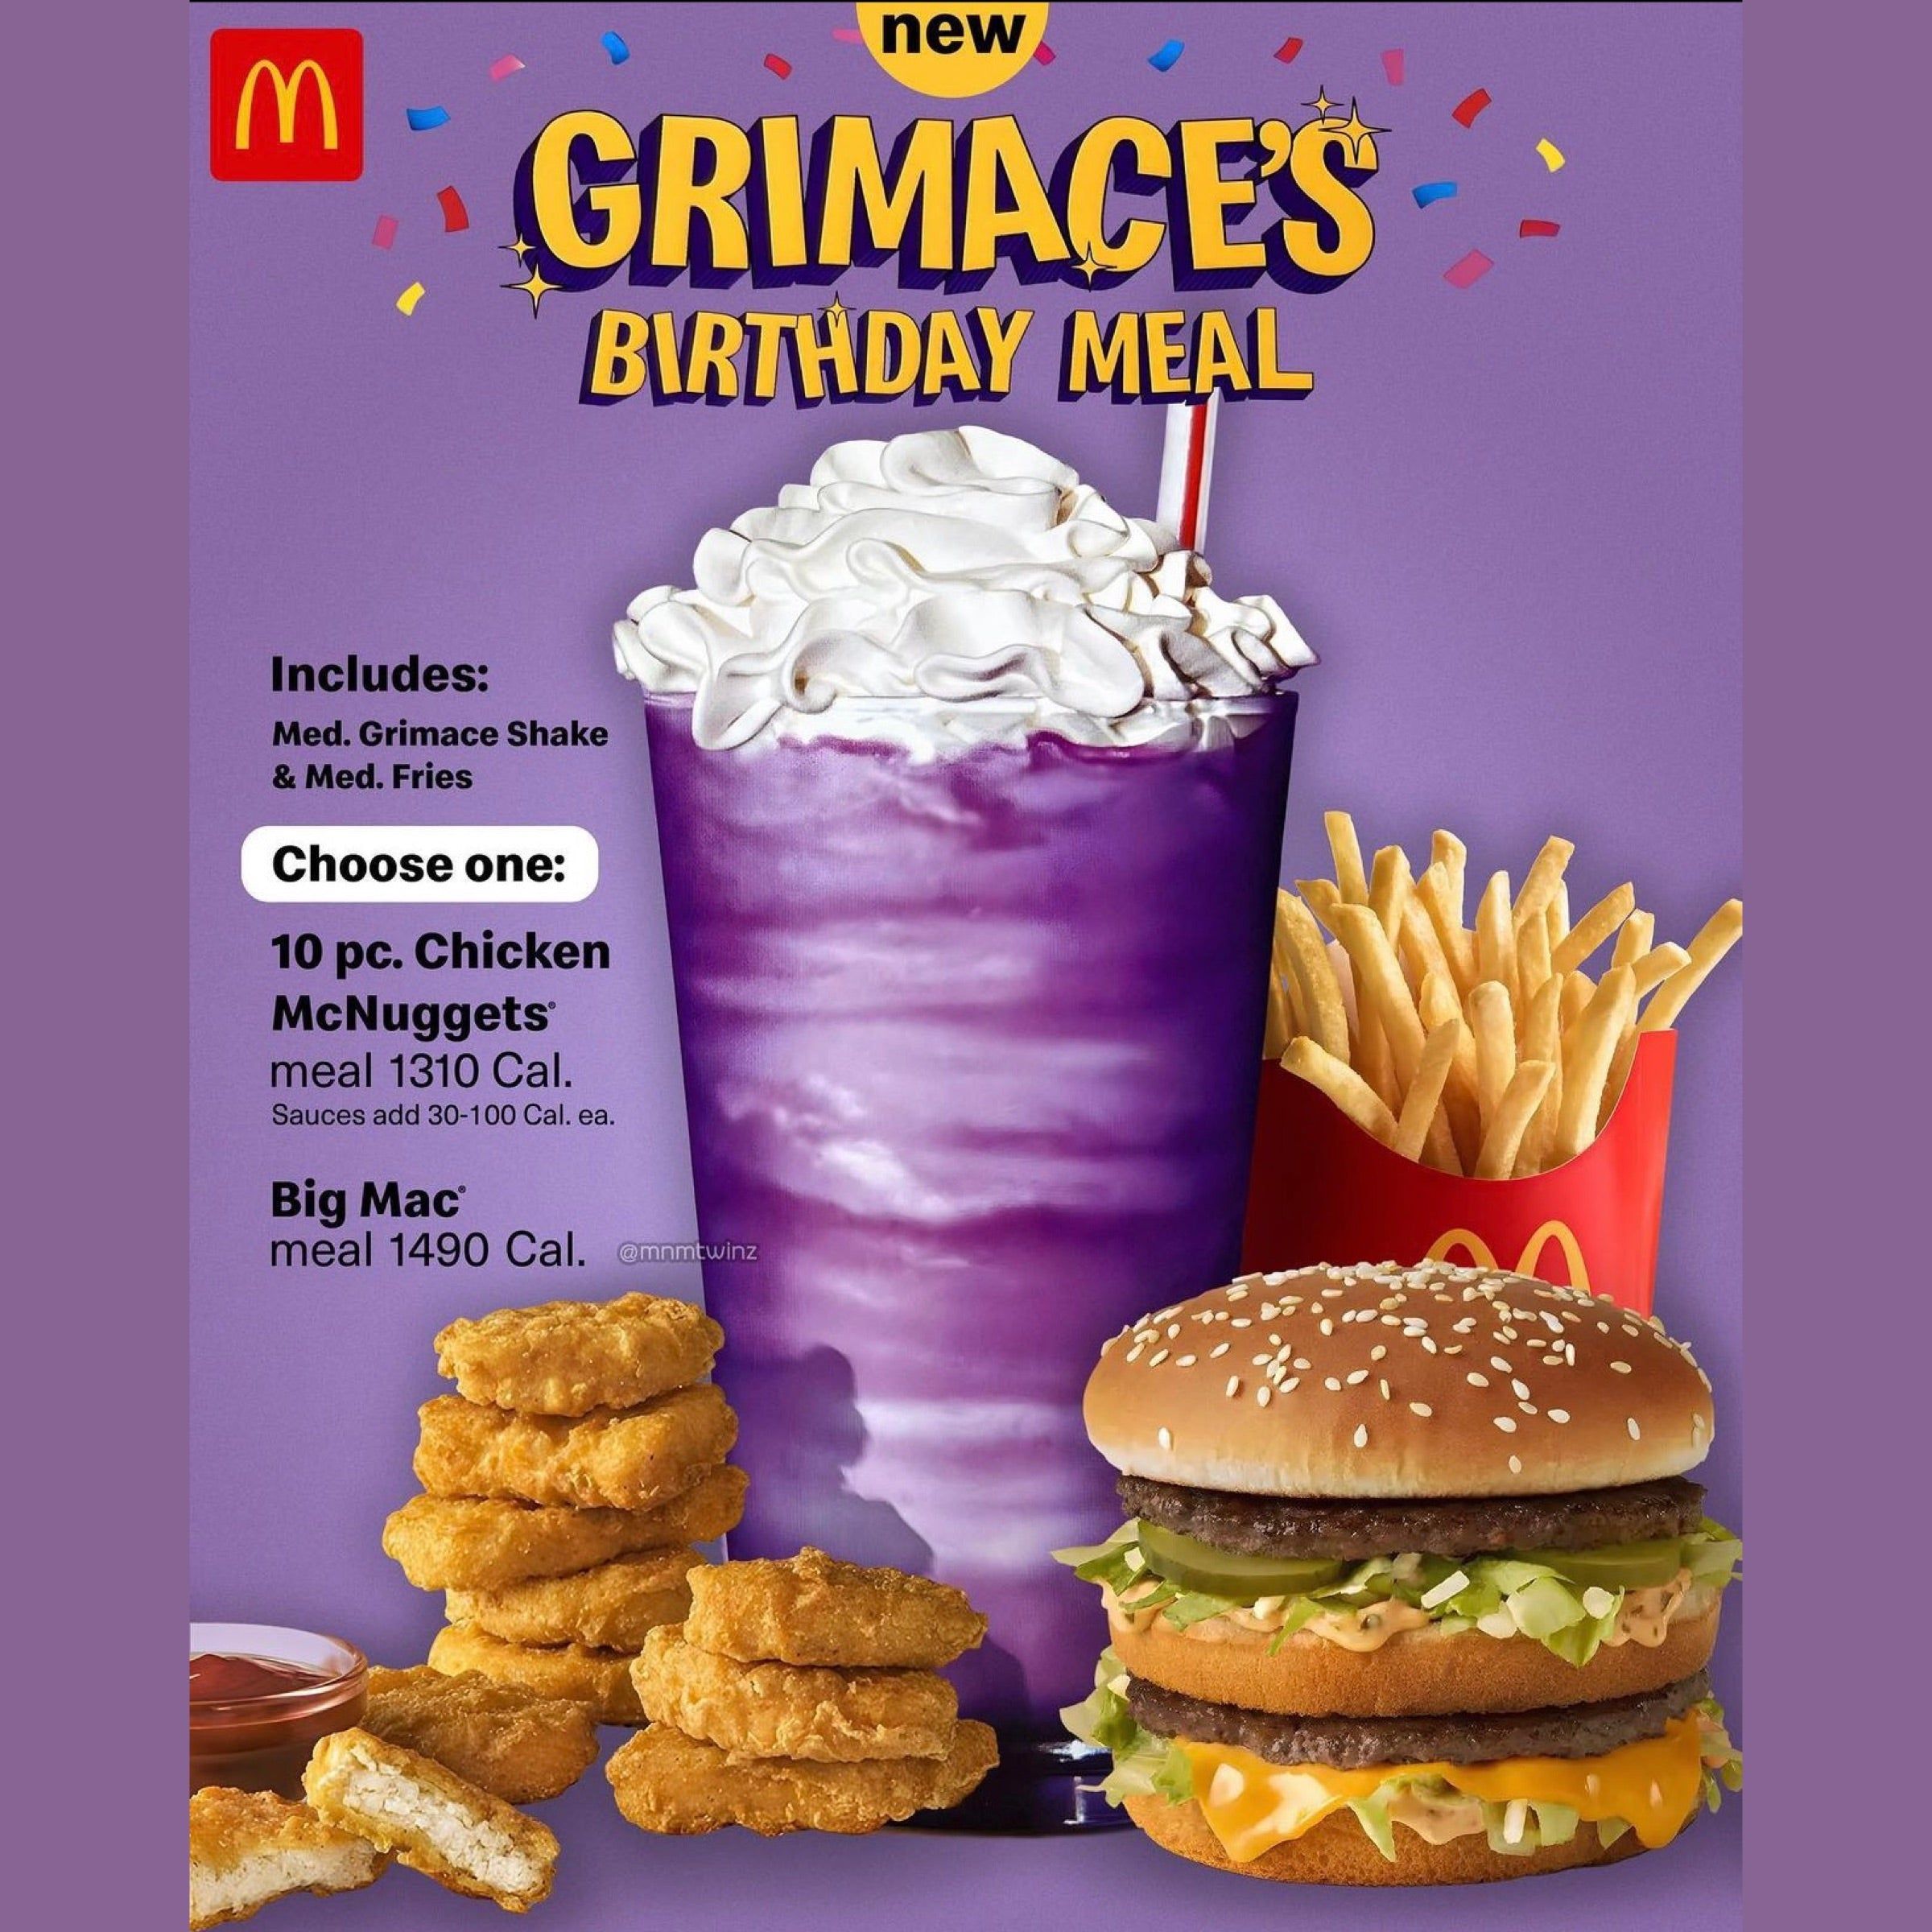 new
GRIMACE'S
BIRTHDAY MEAL
Includes:
Med. Grimace Shake
& Med. Fries
Choose one:
10 pc. Chicken
McNuggets®
meal 1310 Cal.
Sauces add 30-100 Cal. ea.
Big Mac®
meal 1490 Cal.
@mnmtwinz